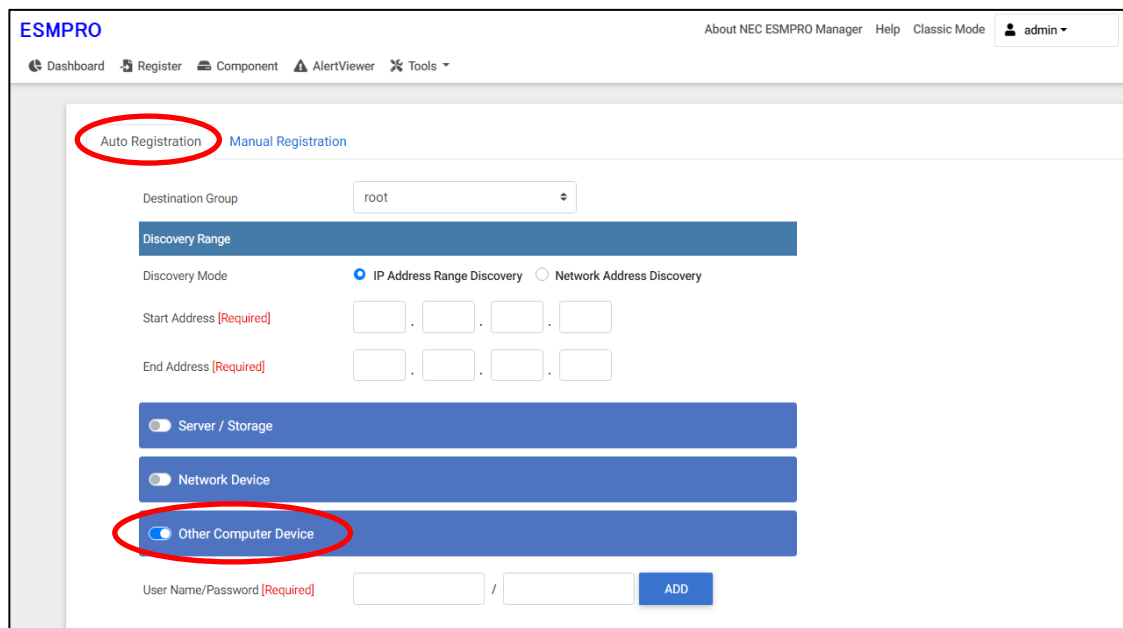 ESMPRO
About NEC ESMPRO Manager Help Classic Mode admin
Dashboard Register Component AlertViewer Tools
Auto Registration Manual Registration
Destination Group root
Discovery Range
Discovery Mode IP Address Range Discovery Network Address Discovery
Start Address [Required] . . .
End Address [Required] . . .
Server / Storage
Network Device
Other Computer Device
User Name/Password [Required] / ADD